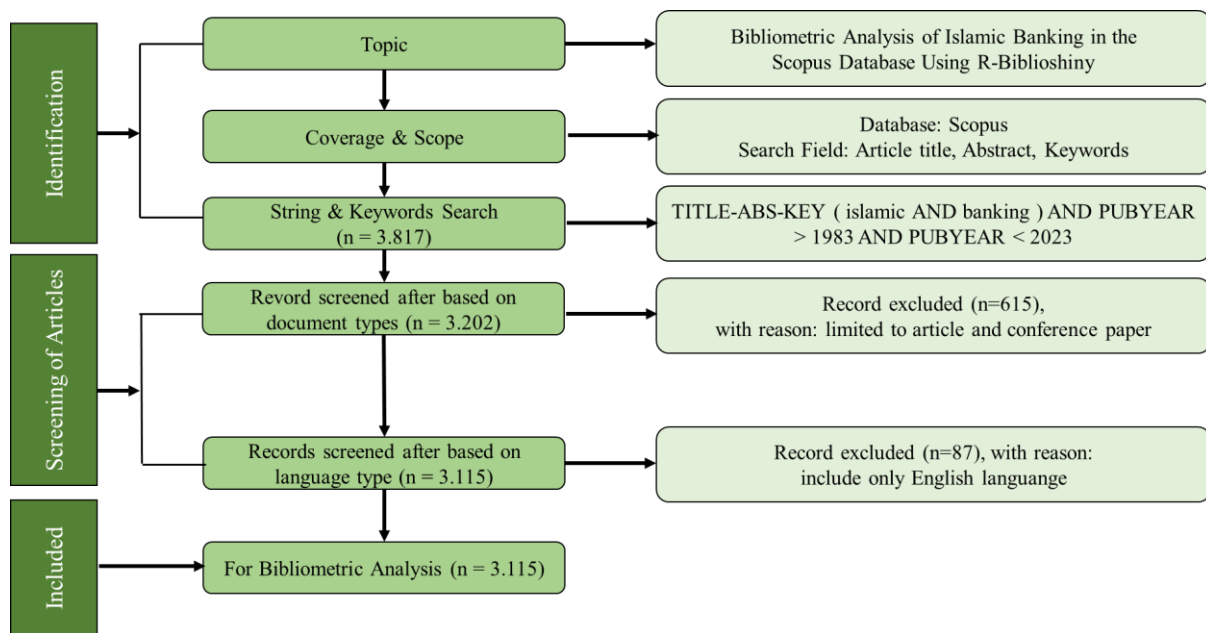 Identification
Topic
Bibliometric Analysis of Islamic Banking in the
Scopus Database Using R-Biblioshiny
Coverage & Scope
Database: Scopus
Search Field: Article title, Abstract, Keywords
String & Keywords Search
(n = 3.817)
TITLE-ABS-KEY ( islamic AND banking ) AND PUBYEAR
> 1983 AND PUBYEAR < 2023
Screening of Articles
Revord screened after based on
document types (n = 3.202)
Record excluded (n=615),
with reason: limited to article and conference paper
Records screened after based on
language type (n = 3.115)
Record excluded (n=87), with reason:
include only English languange
Included
For Bibliometric Analysis (n = 3.115)